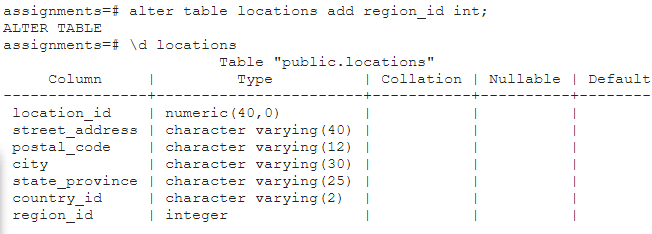 assignments=# alter table locations add region_id int;
ALTER TABLE
assignments=# \d locations
                          Table "public.locations"
     Column     |         Type          | Collation | Nullable | Default
----------------+-----------------------+-----------+----------+--------
 location_id    | numeric(40,0)         |           |          |
 street_address | character varying(40) |           |          |
 postal_code    | character varying(12) |           |          |
 city           | character varying(30) |           |          |
 state_province | character varying(25) |           |          |
 country_id     | character varying(2)  |           |          |
 region_id      | integer               |           |          |